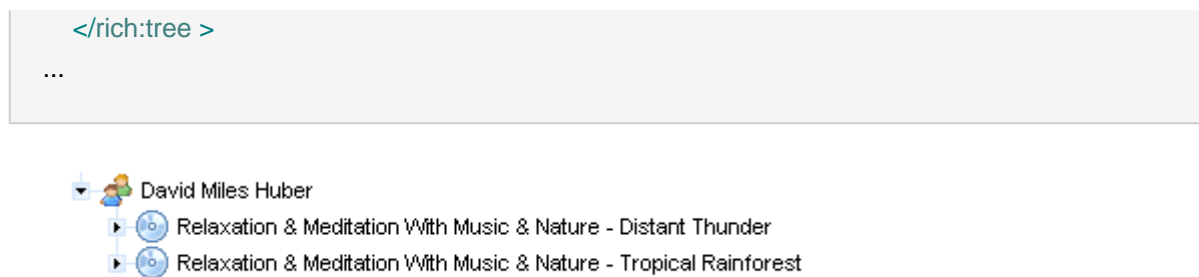 </rich:tree >
...
David Miles Huber
Relaxation & Meditation With Music & Nature - Distant Thunder
Relaxation & Meditation With Music & Nature - Tropical Rainforest